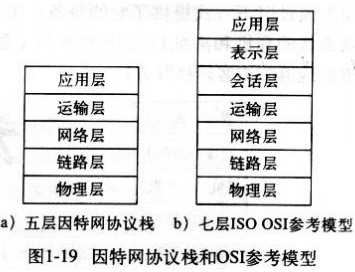 应用层
运输层
网络层
链路层
物理层
应用层
表示层
会话层
运输层
网络层
链路层
物理层
a）五层因特网协议栈 b）七层ISO OSI参考模型
图1-19 因特网协议栈和OSI参考模型